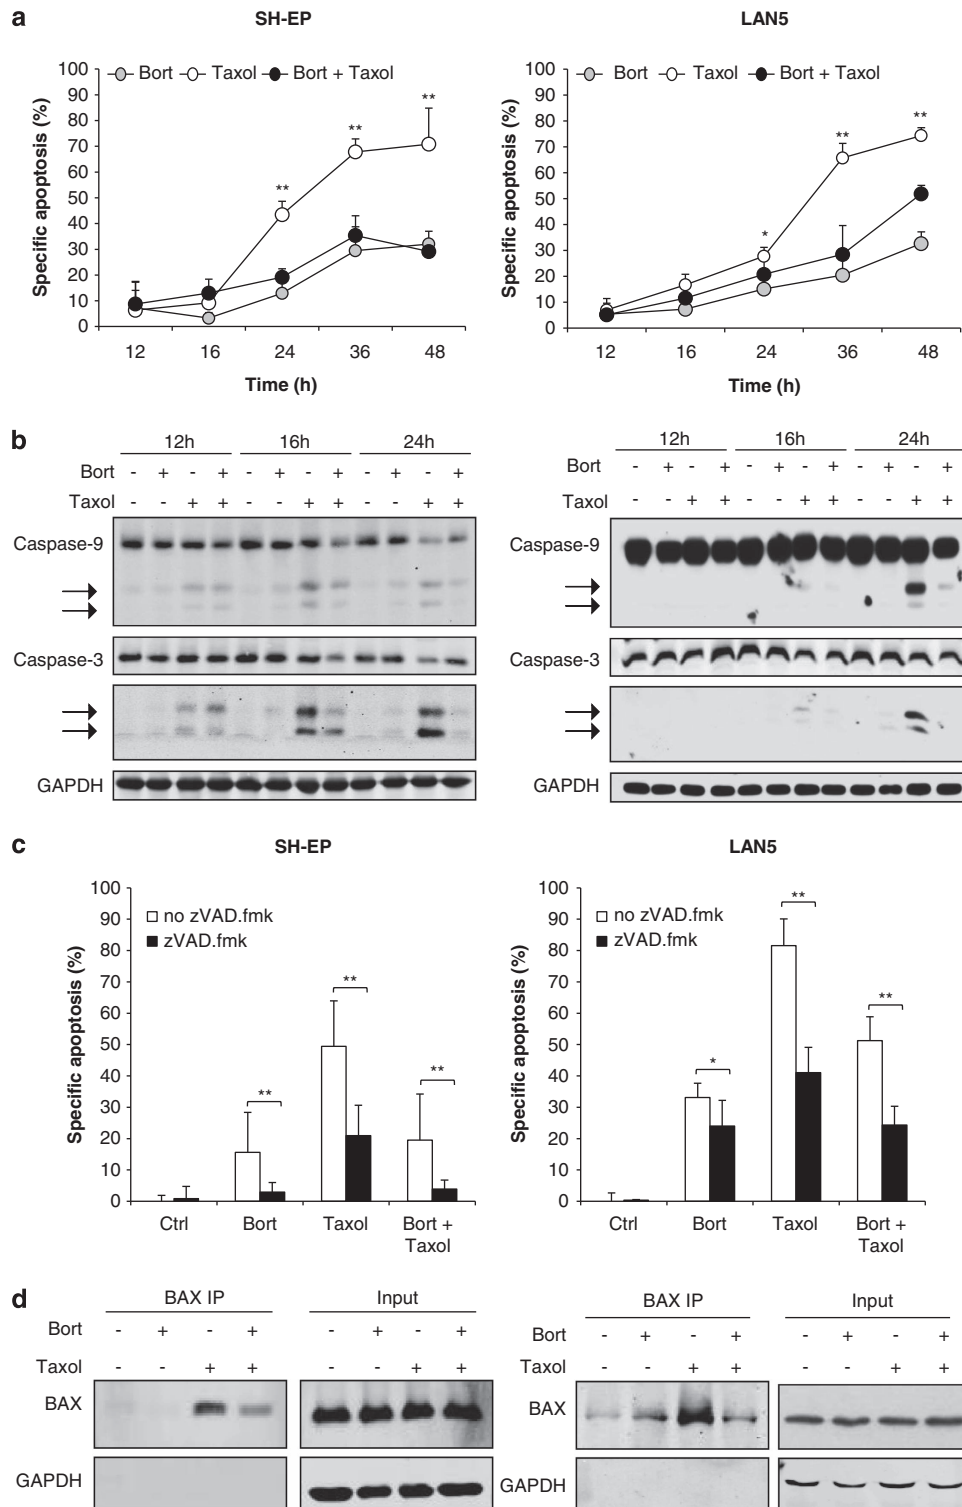 a
SH-EP
LAN5
Bort Taxol Bort + Taxol
100
90
80
70
60
50
40
30
20
10
0
Specific apoptosis (%)
** ** **
12 16 24 36 48
Time (h)
Bort Taxol Bort + Taxol
100
90
80
70
60
50
40
30
20
10
0
Specific apoptosis (%)
* ** **
12 16 24 36 48
Time (h)
b
12h 16h 24h
Bort - + - + - + - + - + - +
Taxol - - + + - - + + - - + +
Caspase-9
Caspase-3
GAPDH
12h 16h 24h
Bort - + - + - + - + - + - +
Taxol - - + + - - + + - - + +
Caspase-9
Caspase-3
GAPDH
c
SH-EP
LAN5
100
90
80
70
60
50
40
30
20
10
0
Specific apoptosis (%)
no zVAD.fmk
zVAD.fmk
** ** **
Ctrl Bort Taxol Bort +
Taxol
100
90
80
70
60
50
40
30
20
10
0
Specific apoptosis (%)
no zVAD.fmk
zVAD.fmk
* ** **
Ctrl Bort Taxol Bort +
Taxol
d
BAX IP Input
Bort - + - + - + - +
Taxol - - + + - - + +
BAX
GAPDH
BAX IP Input
Bort - + - + - + - +
Taxol - - + + - - + +
BAX
GAPDH